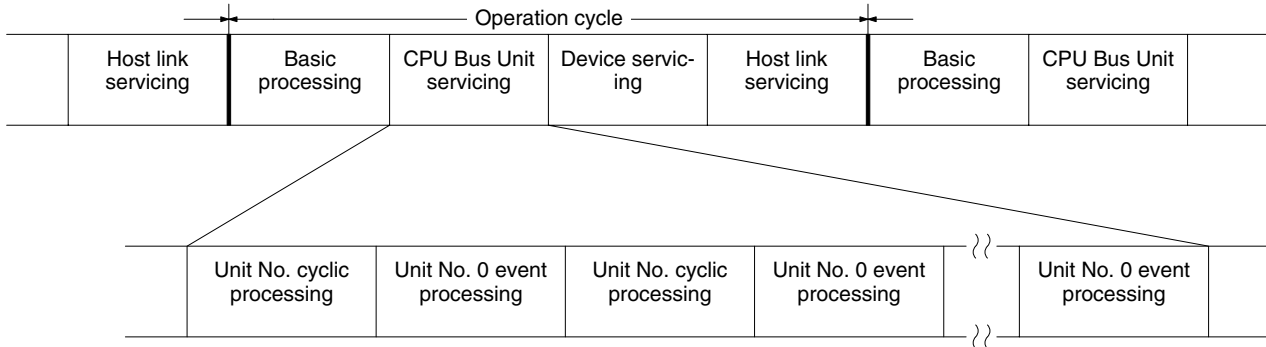 Operation cycle
Host link
servicing
Basic
processing
CPU Bus Unit
servicing
Device servic-
ing
Host link
servicing
Basic
processing
CPU Bus Unit
servicing
Unit No. cyclic
processing
Unit No. 0 event
processing
Unit No. cyclic
processing
Unit No. 0 event
processing
Unit No. 0 event
processing